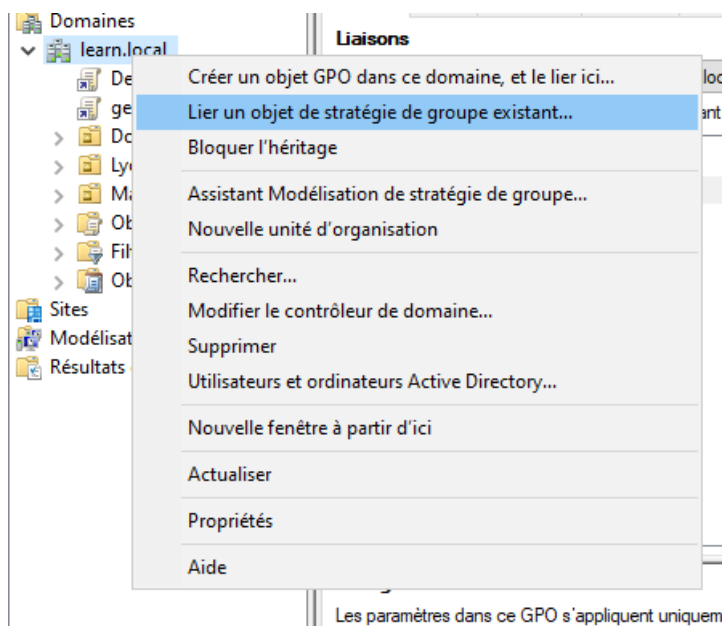 Domaines
learn.local
Liaisons
Créer un objet GPO dans ce domaine, et le lier ici...
Lier un objet de stratégie de groupe existant...
Bloquer l'héritage
Assistant Modélisation de stratégie de groupe...
Nouvelle unité d'organisation
Rechercher...
Sites
Modifier le contrôleur de domaine...
Supprimer
Utilisateurs et ordinateurs Active Directory...
Résultats
Nouvelle fenêtre à partir d'ici
Actualiser
Propriétés
Aide
Les paramètres dans ce GPO s'appliquent